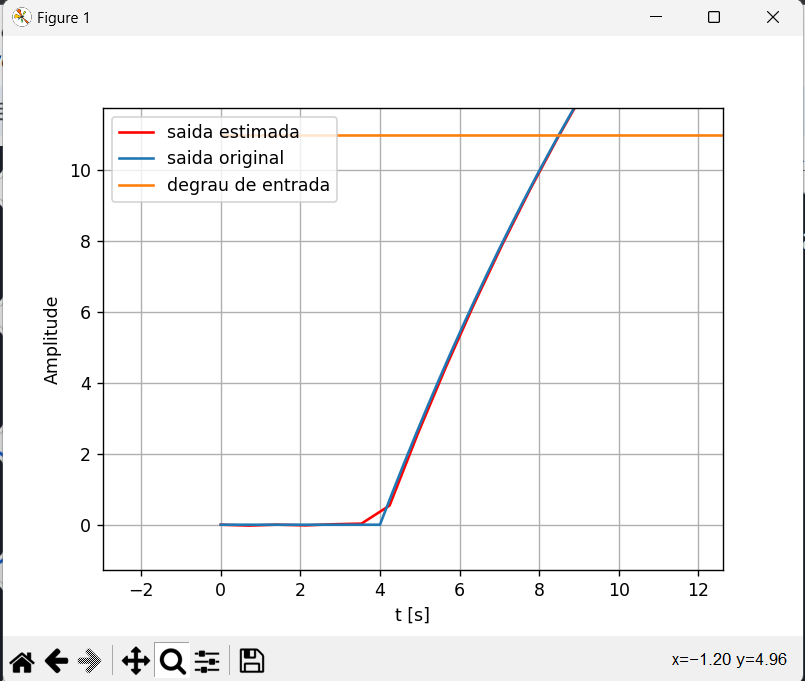 Figure 1
saida estimada
saida original
degrau de entrada
10
8
6
4
2
0
Amplitude
−2 0 2 4 6 8 10 12
t [s]
x=−1.20 y=4.96